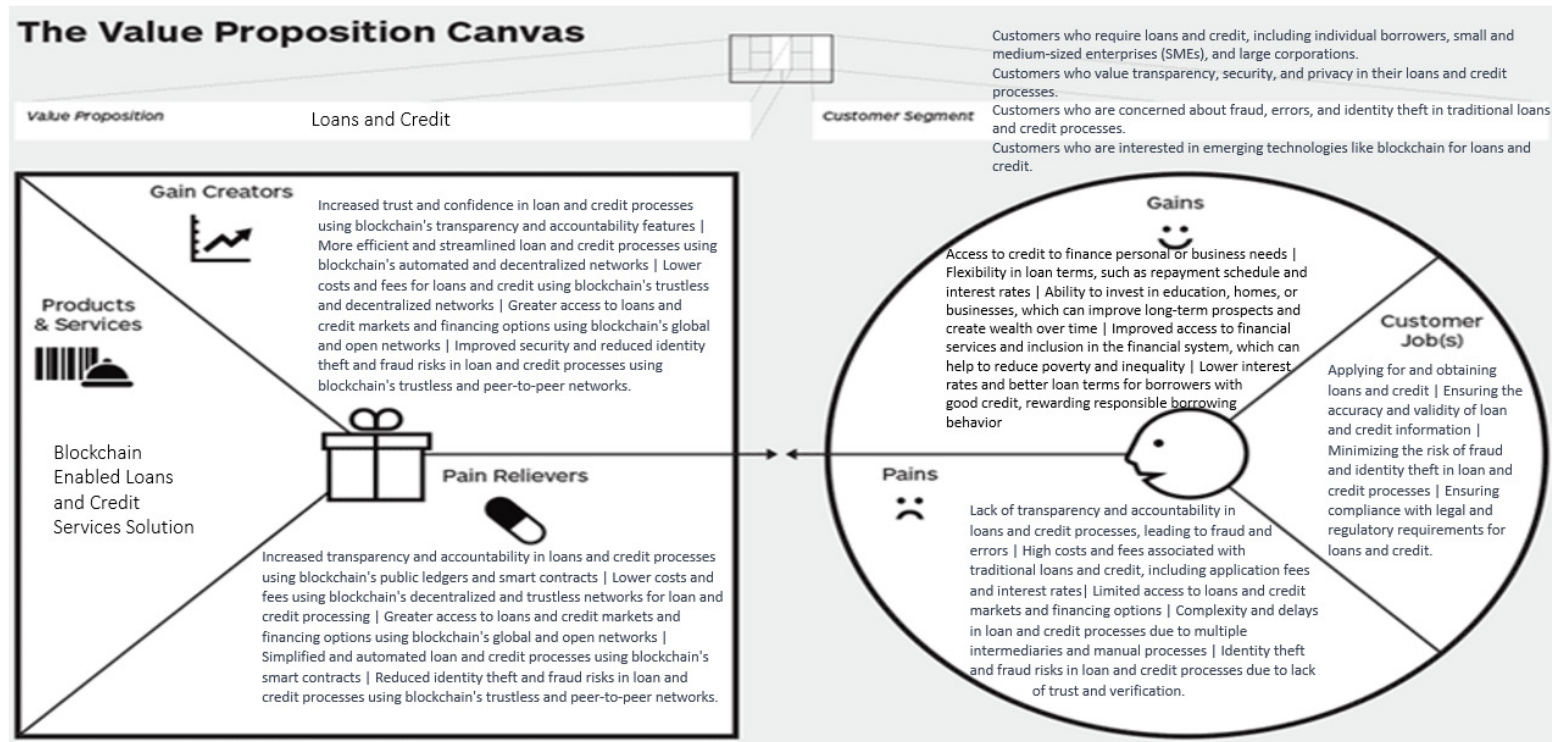 The Value Proposition Canvas
Value Proposition
Loans and Credit
Customer Segment
Customers who require loans and credit, including individual borrowers, small and
medium-sized enterprises (SMEs), and large corporations.
Customers who value transparency, security, and privacy in their loans and credit
processes.
Customers who are concerned about fraud, errors, and identity theft in traditional loans
and credit processes.
Customers who are interested in emerging technologies like blockchain for loans and
credit.
Gain Creators
Increased trust and confidence in loan and credit processes
using blockchain's transparency and accountability features |
More efficient and streamlined loan and credit processes using
blockchain's automated and decentralized networks | Lower
costs and fees for loans and credit using blockchain's trustless
and decentralized networks | Greater access to loans and
credit markets and financing options using blockchain's global
and open networks | Improved security and reduced identity
theft and fraud risks in loan and credit processes using
blockchain's trustless and peer-to-peer networks.
Products
& Services
Blockchain
Enabled Loans
and Credit
Services Solution
Pain Relievers
Increased transparency and accountability in loans and credit processes
using blockchain's public ledgers and smart contracts | Lower costs and
fees using blockchain's decentralized and trustless networks for loan and
credit processing | Greater access to loans and credit markets and
financing options using blockchain's global and open networks |
Simplified and automated loan and credit processes using blockchain's
smart contracts | Reduced identity theft and fraud risks in loan and
credit processes using blockchain's trustless and peer-to-peer networks.
Gains
Access to credit to finance personal or business needs |
Flexibility in loan terms, such as repayment schedule and
interest rates | Ability to invest in education, homes, or
businesses, which can improve long-term prospects and
create wealth over time | Improved access to financial
services and inclusion in the financial system, which can
help to reduce poverty and inequality | Lower interest
rates and better loan terms for borrowers with
good credit, rewarding responsible borrowing
behavior
Customer
Job(s)
Applying for and obtaining
loans and credit | Ensuring the
accuracy and validity of loan
and credit information |
Minimizing the risk of fraud
and identity theft in loan and
credit processes | Ensuring
compliance with legal and
regulatory requirements for
loans and credit.
Pains
Lack of transparency and accountability in
loans and credit processes, leading to fraud and
errors | High costs and fees associated with
traditional loans and credit, including application fees
and interest rates| Limited access to loans and credit
markets and financing options | Complexity and delays
in loan and credit processes due to multiple
intermediaries and manual processes | Identity theft
and fraud risks in loan and credit processes due to lack
of trust and verification.